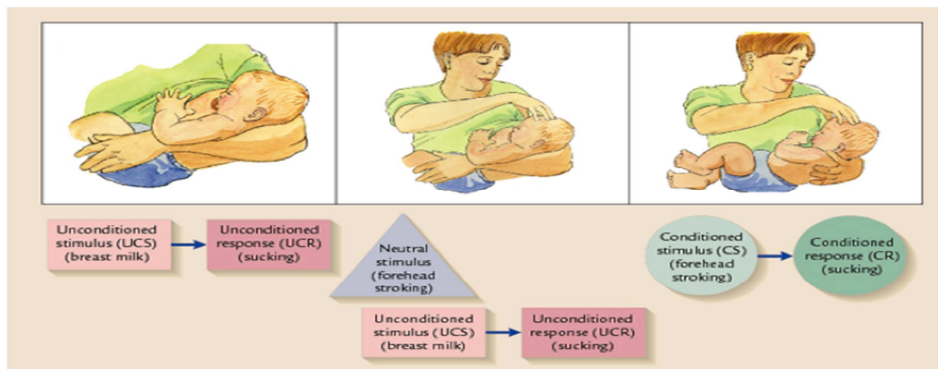 Unconditioned
stimulus (UCS)
(breast milk)
Unconditioned
response (UCR)
(sucking)
Neutral
stimulus
(forehead
stroking)
Unconditioned
stimulus (UCS)
(breast milk)
Unconditioned
response (UCR)
(sucking)
Conditioned
stimulus (CS)
(forehead
stroking)
Conditioned
response (CR)
(sucking)